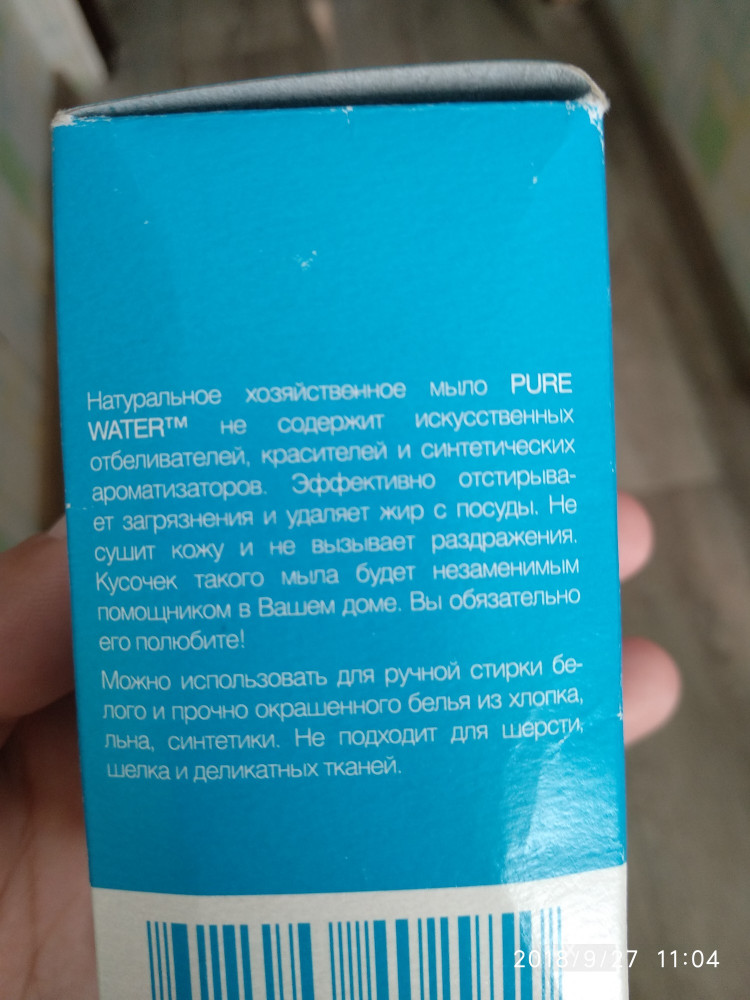 Натуральное хозяйственное мыло PURE
WATER™ не содержит искусственных
отбеливателей, красителей и синтетических
ароматизаторов. Эффективно отстирыва-
ет загрязнения и удаляет жир с посуды. Не
сушит кожу и не вызывает раздражения.
Кусочек такого мыла будет незаменимым
помощником в Вашем доме. Вы обязательно
его полюбите!
Можно использовать для ручной стирки бе-
лого и прочно окрашенного белья из хлопка,
льна, синтетики. Не подходит для шерсти,
шелка и деликатных тканей.
2018/9/27 11:04